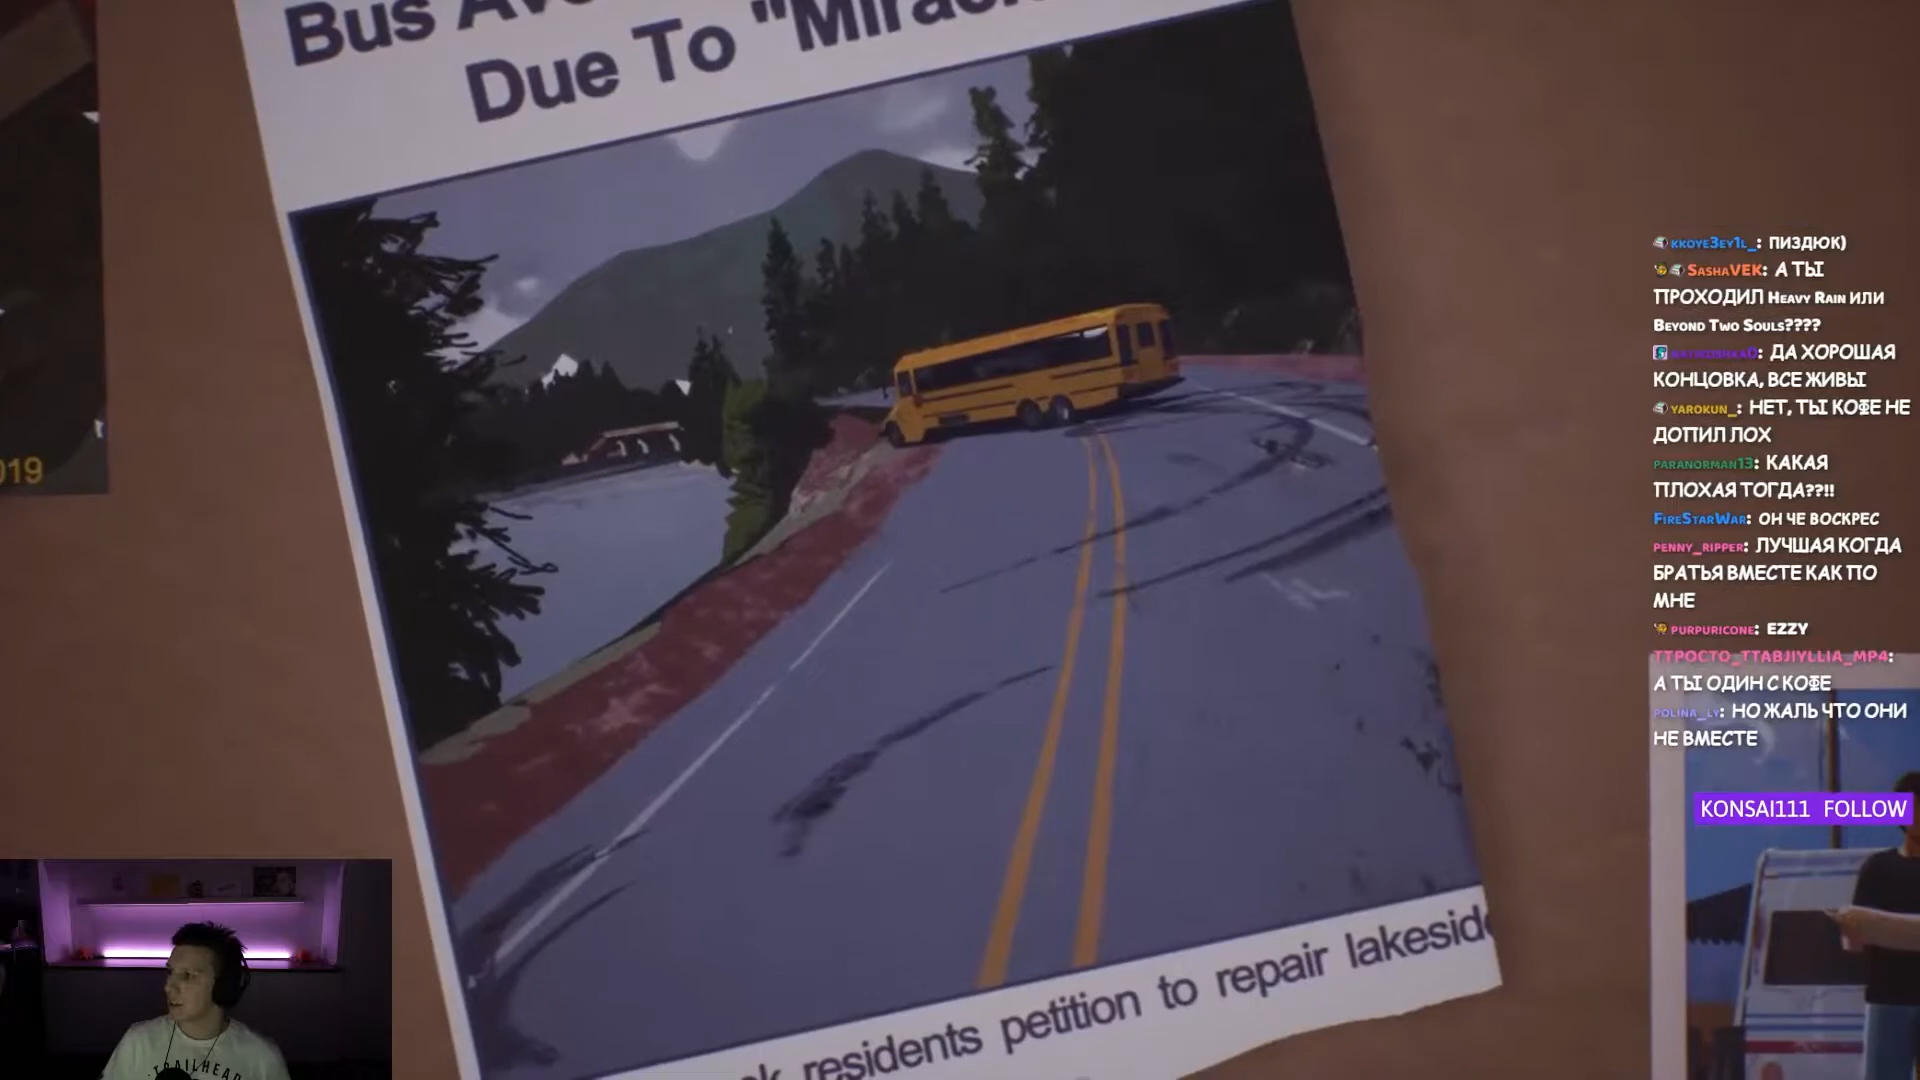 Bus
Due To
019
residents petition to repair
KKOYE3EY1L_: ПИЗДЮК)
SASHAVEK: А ТЫ
ПРОХОДИЛ HEAVY RAIN ИЛИ
BEYOND TWO SOULS????
ДА ХОРОШАЯ
КОНЦОВКА, ВСЕ ЖИВЫ
YAROKUN_: НЕТ, ТЫ КОФЕ НЕ
ДОПИЛ ЛОХ
PARANORMAN13: КАКАЯ
ПЛОХАЯ ТОГДА??!!
FIRESTARWAR: ОН ЧЕ ВОСКРЕС
PENNY_RIPPER: ЛУЧШАЯ КОГДА
БРАТЬЯ ВМЕСТЕ КАК ПО
МНЕ
PURPURICONE: EZZY
TTPOCTO_TTABJIYLLIA_MP4:
А ТЫ ОДИН С КОФЕ
POLINA_LY: НО ЖАЛЬ ЧТО ОНИ
НЕ ВМЕСТЕ
KONSAI111 FOLLOW